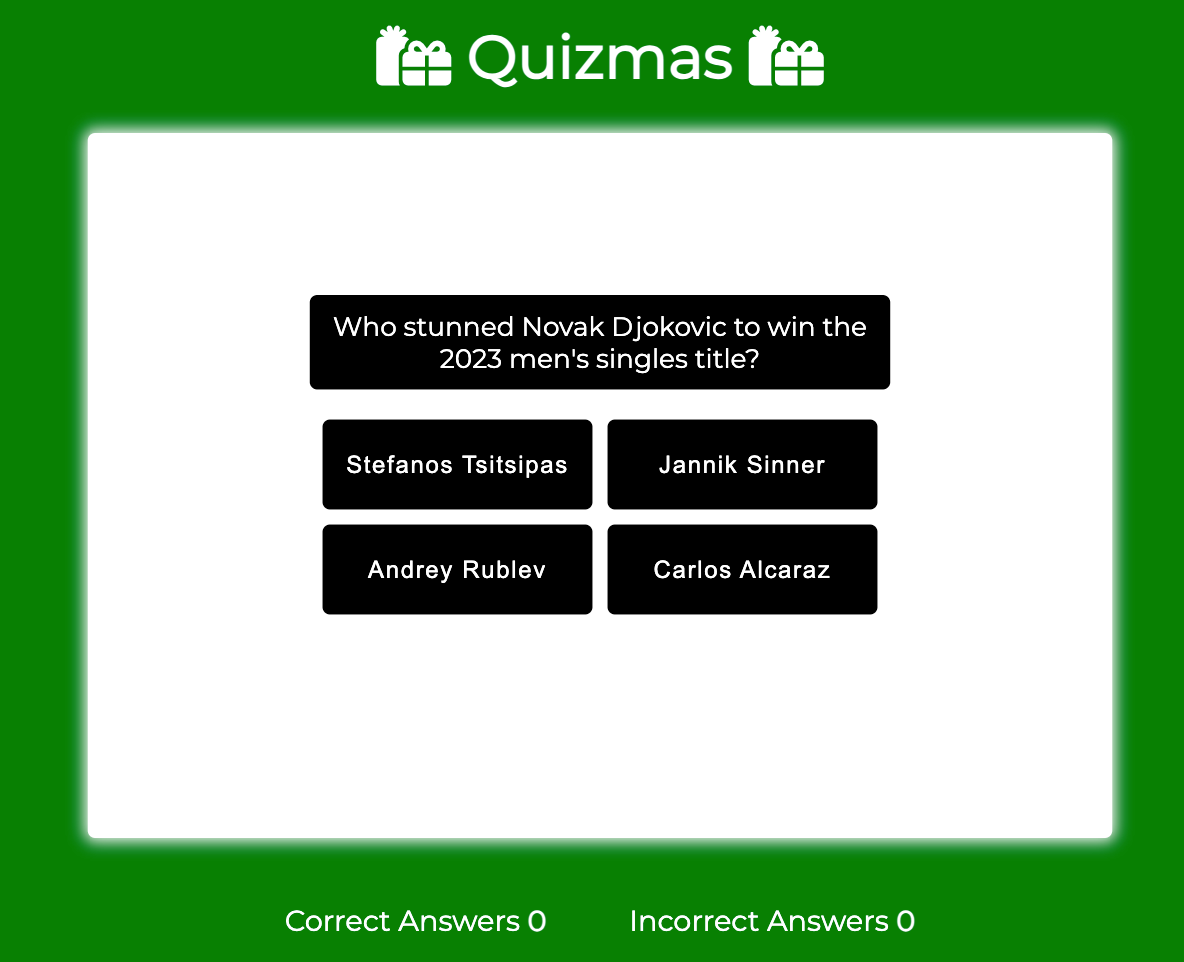 Quizmas
Who stunned Novak Djokovic to win the
2023 men's singles title?
Stefanos Tsitsipas
Jannik Sinner
Andrey Rublev
Carlos Alcaraz
Correct Answers 0
Incorrect Answers 0